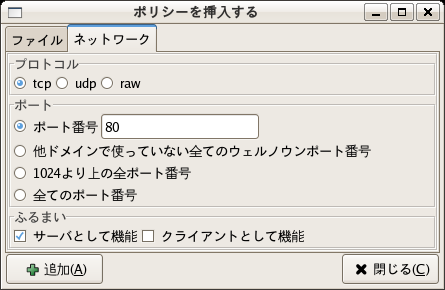 ポリシーを挿入する
ファイル ネットワーク
プロトコル
tcp udp raw
ポート
ポート番号 80
他ドメインで使っていない全てのウェルノウンポート番号
1024より上の全ポート番号
全てのポート番号
ふるまい
サーバとして機能 クライアントとして機能
追加(A) 閉じる(C)